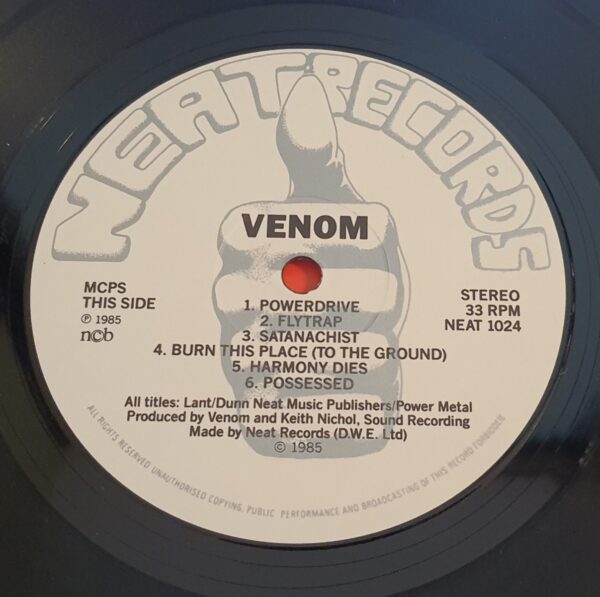 NEAT RECORDS
VENOM
MCPS
THIS SIDE
℗ 1985
ncb
STEREO
33 RPM
NEAT 1024
1. POWERDRIVE
2. FLYTRAP
3. SATANACHIST
4. BURN THIS PLACE (TO THE GROUND)
5. HARMONY DIES
6. POSSESSED
All titles: Lant/Dunn Neat Music Publishers/Power Metal
Produced by Venom and Keith Nichol, Sound Recording
Made by Neat Records (D.W.E. Ltd)
© 1985
ALL RIGHTS RESERVED UNAUTHORISED COPYING, PUBLIC PERFORMANCE AND BROADCASTING OF THIS RECORD FORBIDDEN